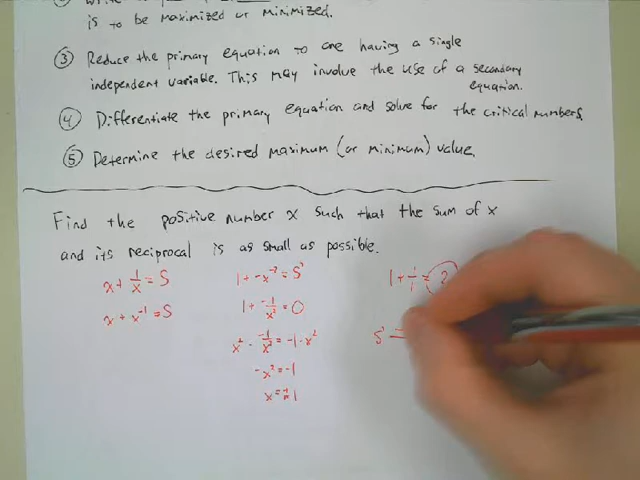 is to be maximized or minimized.
③ Reduce the primary equation to one having a single
independent variable. This may involve the use of a secondary
equation.
④ Differentiate the primary equation and solve for the critical numbers.
⑤ Determine the desired maximum (or minimum) value.
Find the positive number x such that the sum of x
and its reciprocal is as small as possible.
x + 1/x = S
x + x⁻¹ = S
1 + -x⁻² = S'
1 + -1/x² = 0
x² · -1/x² = -1 · x²
-x² = -1
x = ±1
1 + 1/1 = 2
S'